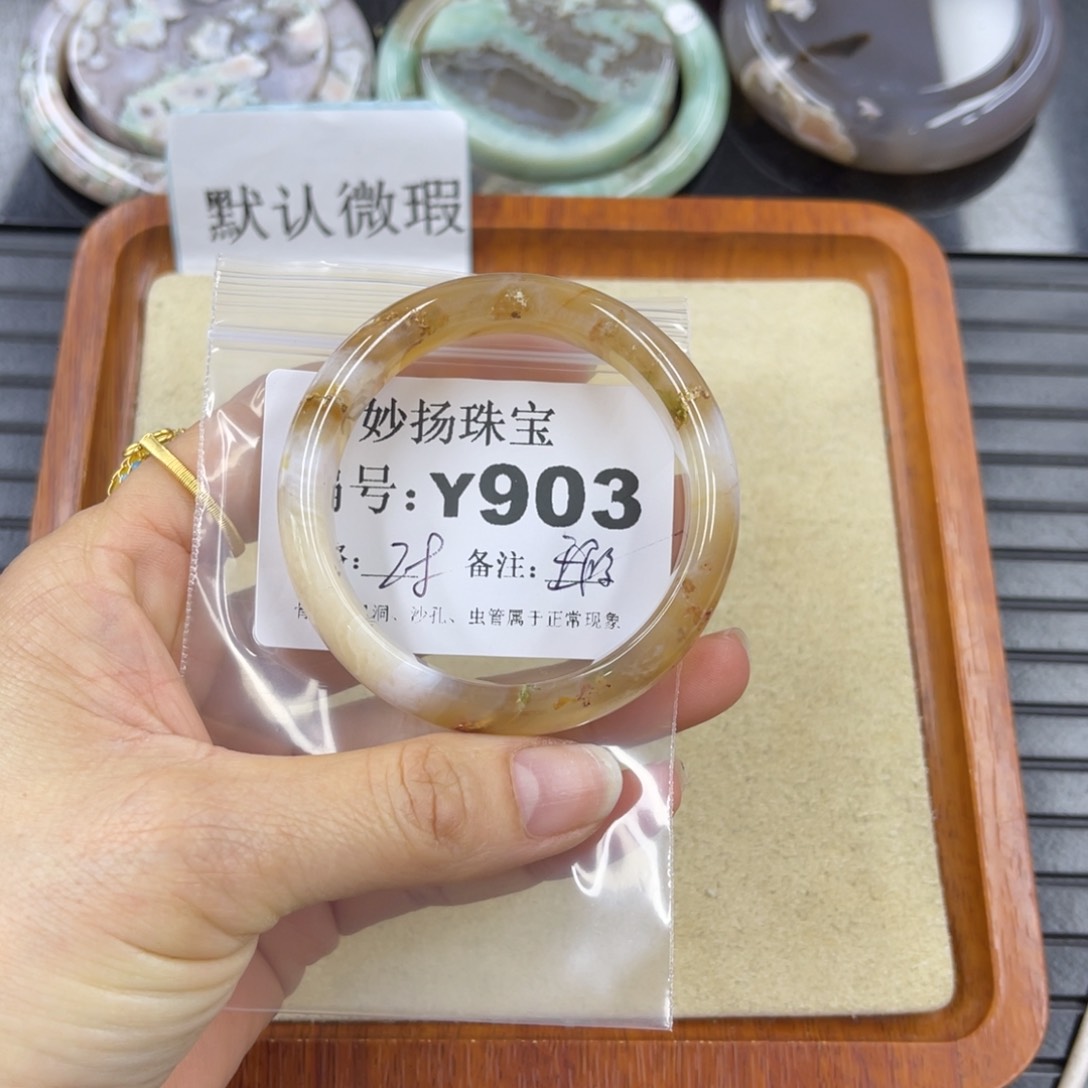 默认微瑕
妙扬珠宝
号：Y903
：28 备注：
洞、沙孔、虫管属于正常现象